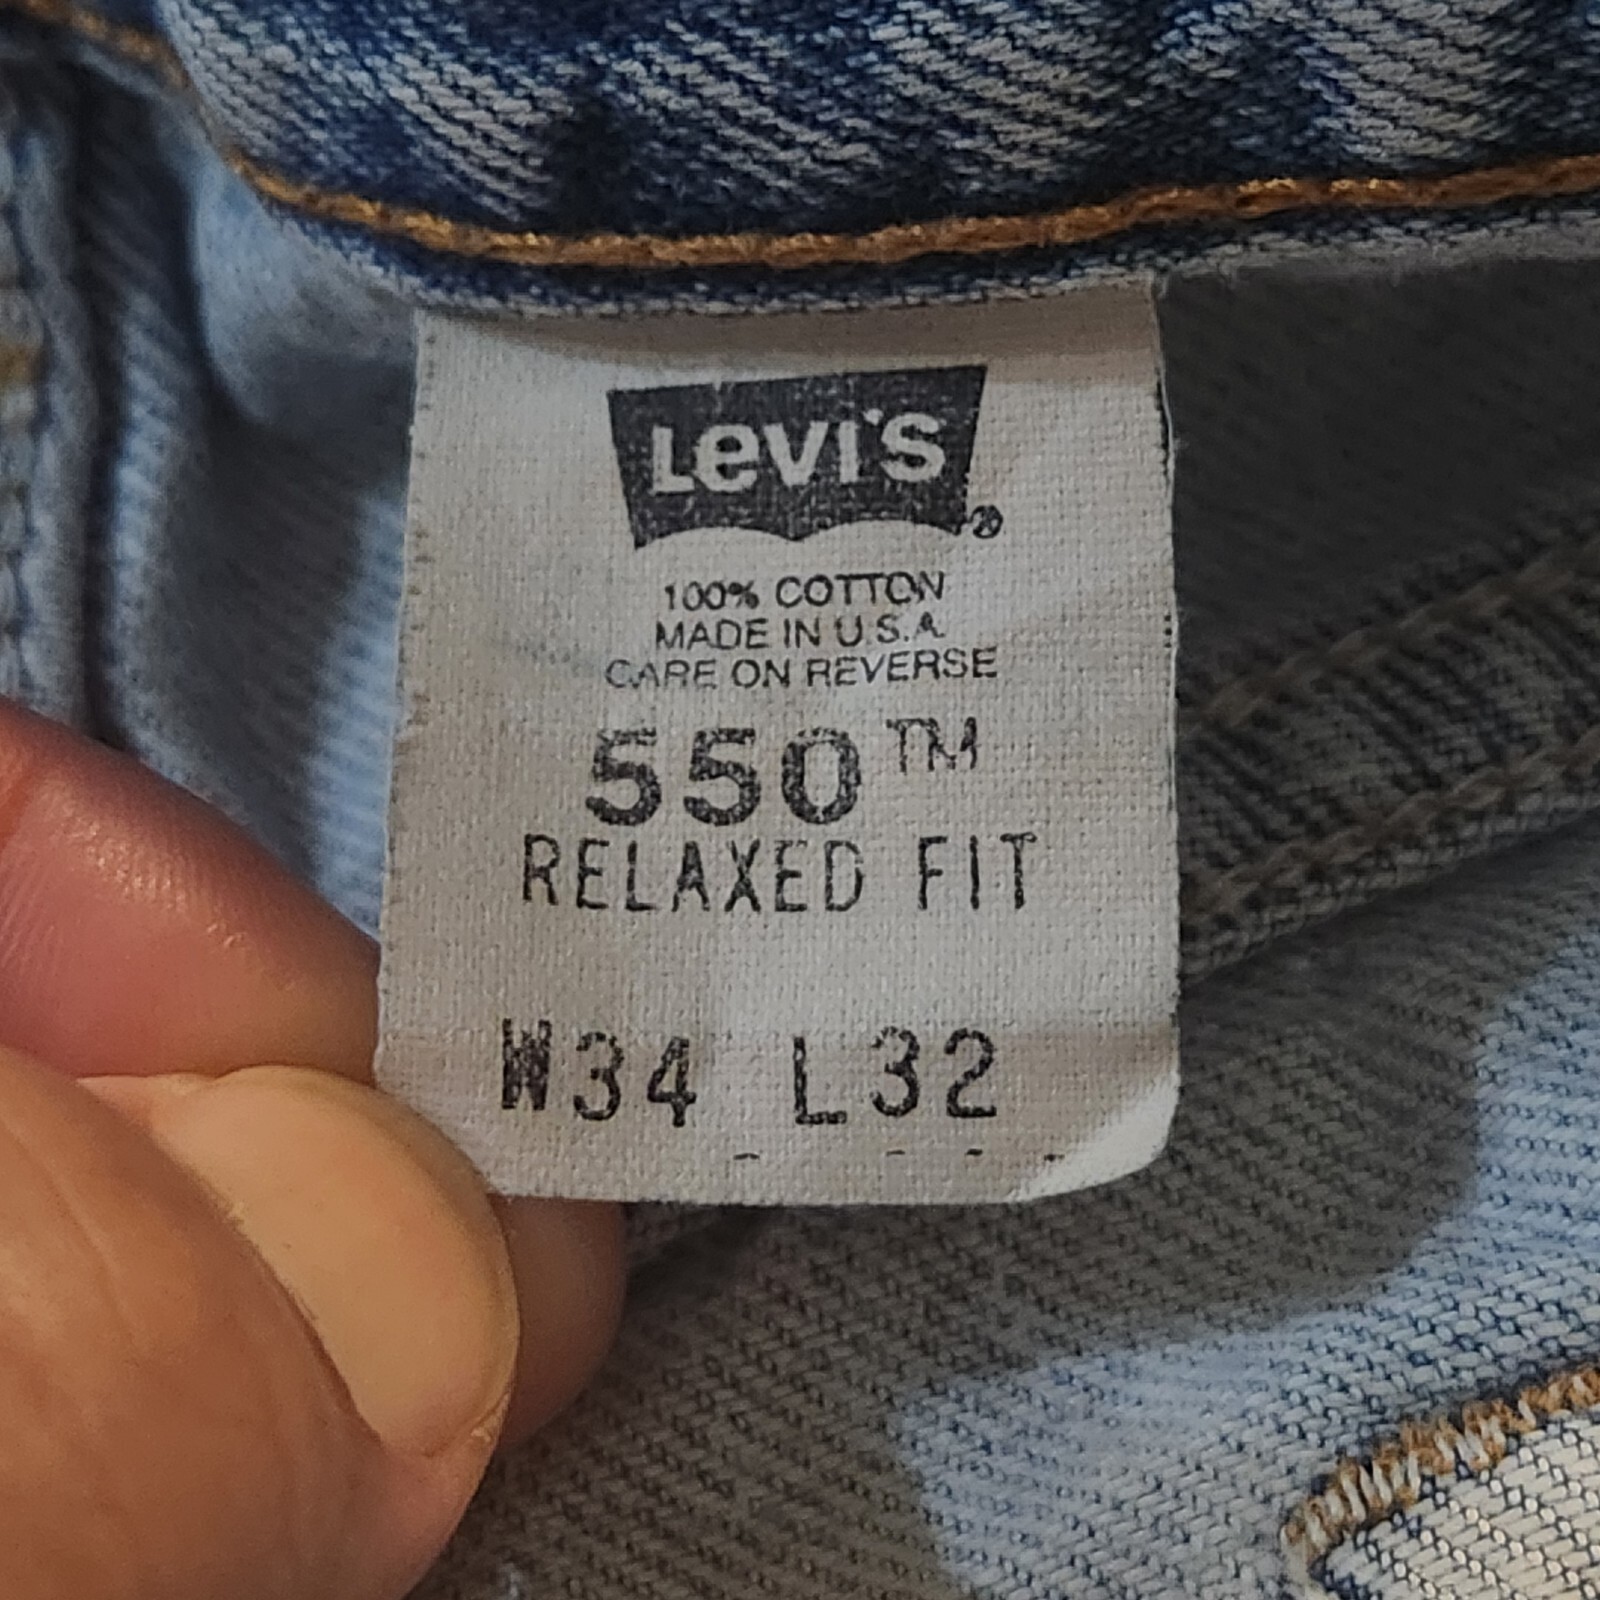 Levi's®
100% COTTON
MADE IN U.S.A.
CARE ON REVERSE
550™
RELAXED FIT
W34 L32